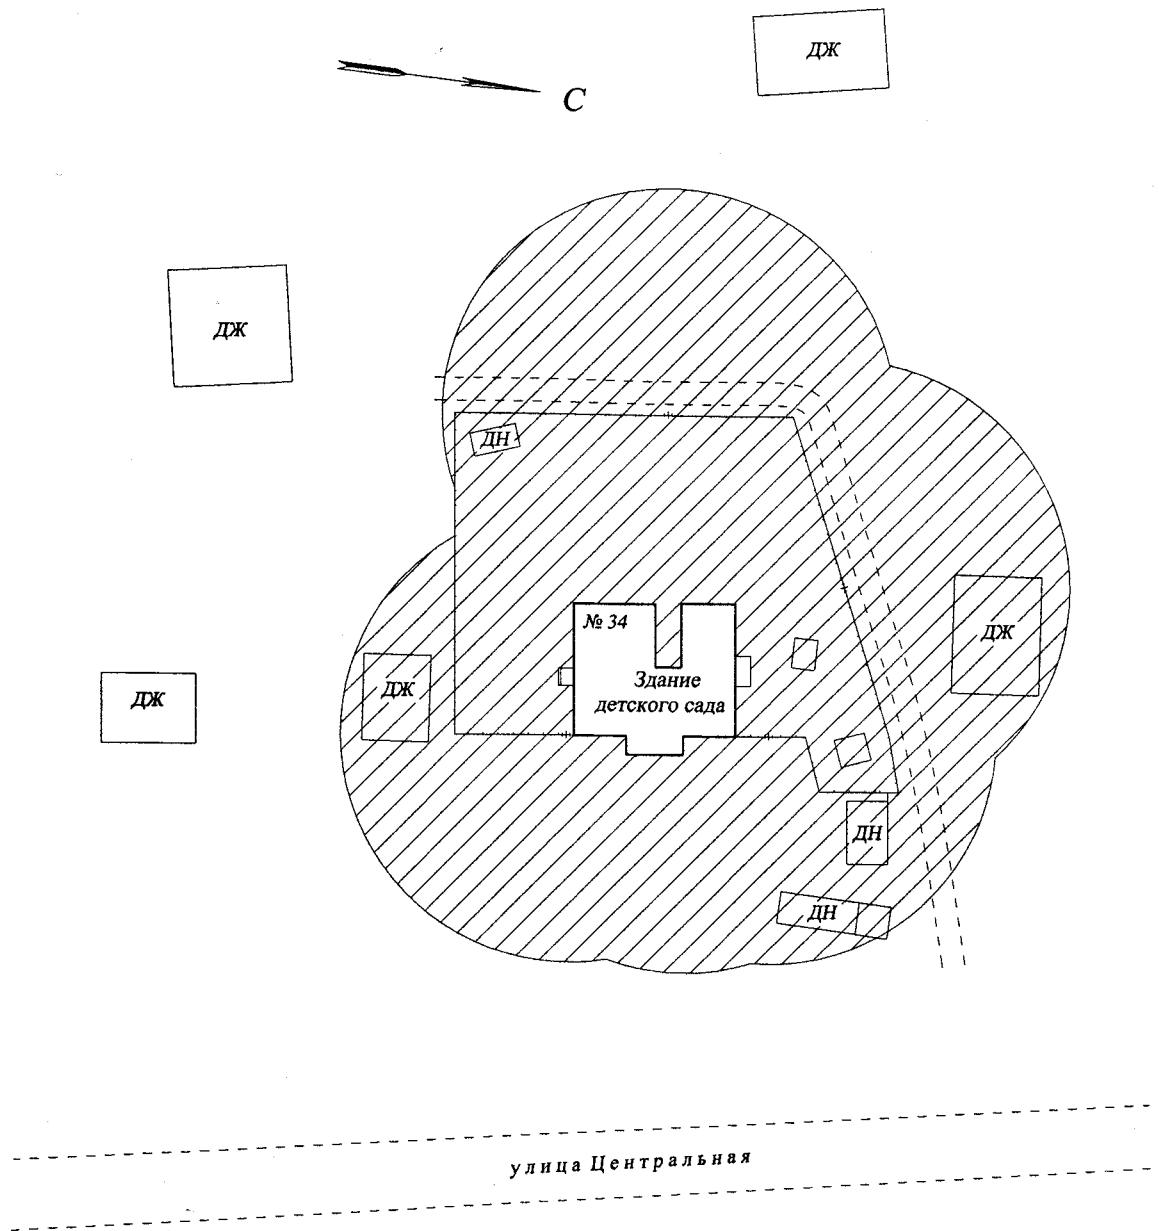 ДЖ
С
ДЖ
ДН
№ 34
ДЖ
Здание
детского сада
ДЖ
ДЖ
ДН
ДН
улица Центральная